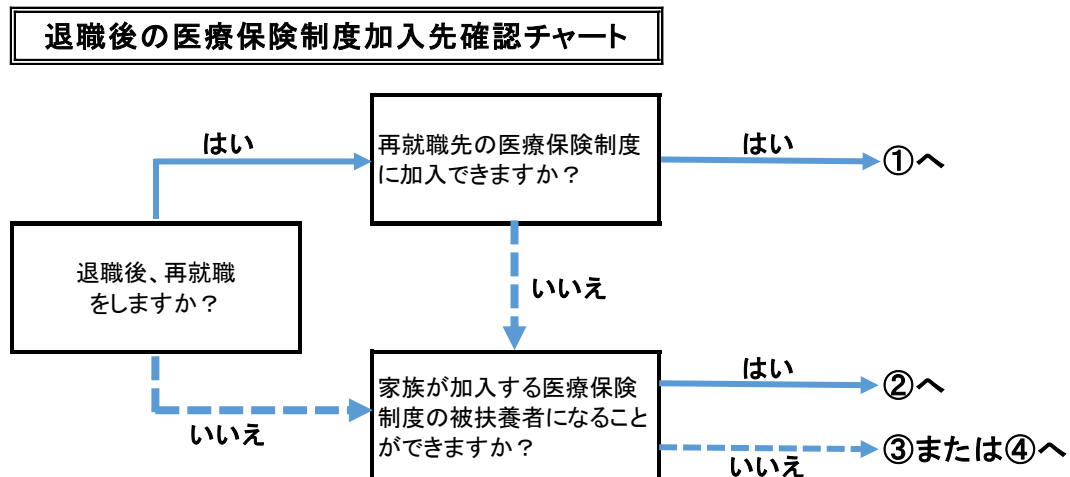 退職後の医療保険制度加入先確認チャート
はい
再就職先の医療保険制度
に加入できますか？
はい
①へ
退職後、再就職
をしますか？
いいえ
いいえ
家族が加入する医療保険
制度の被扶養者になること
ができますか？
はい
②へ
いいえ
③または④へ